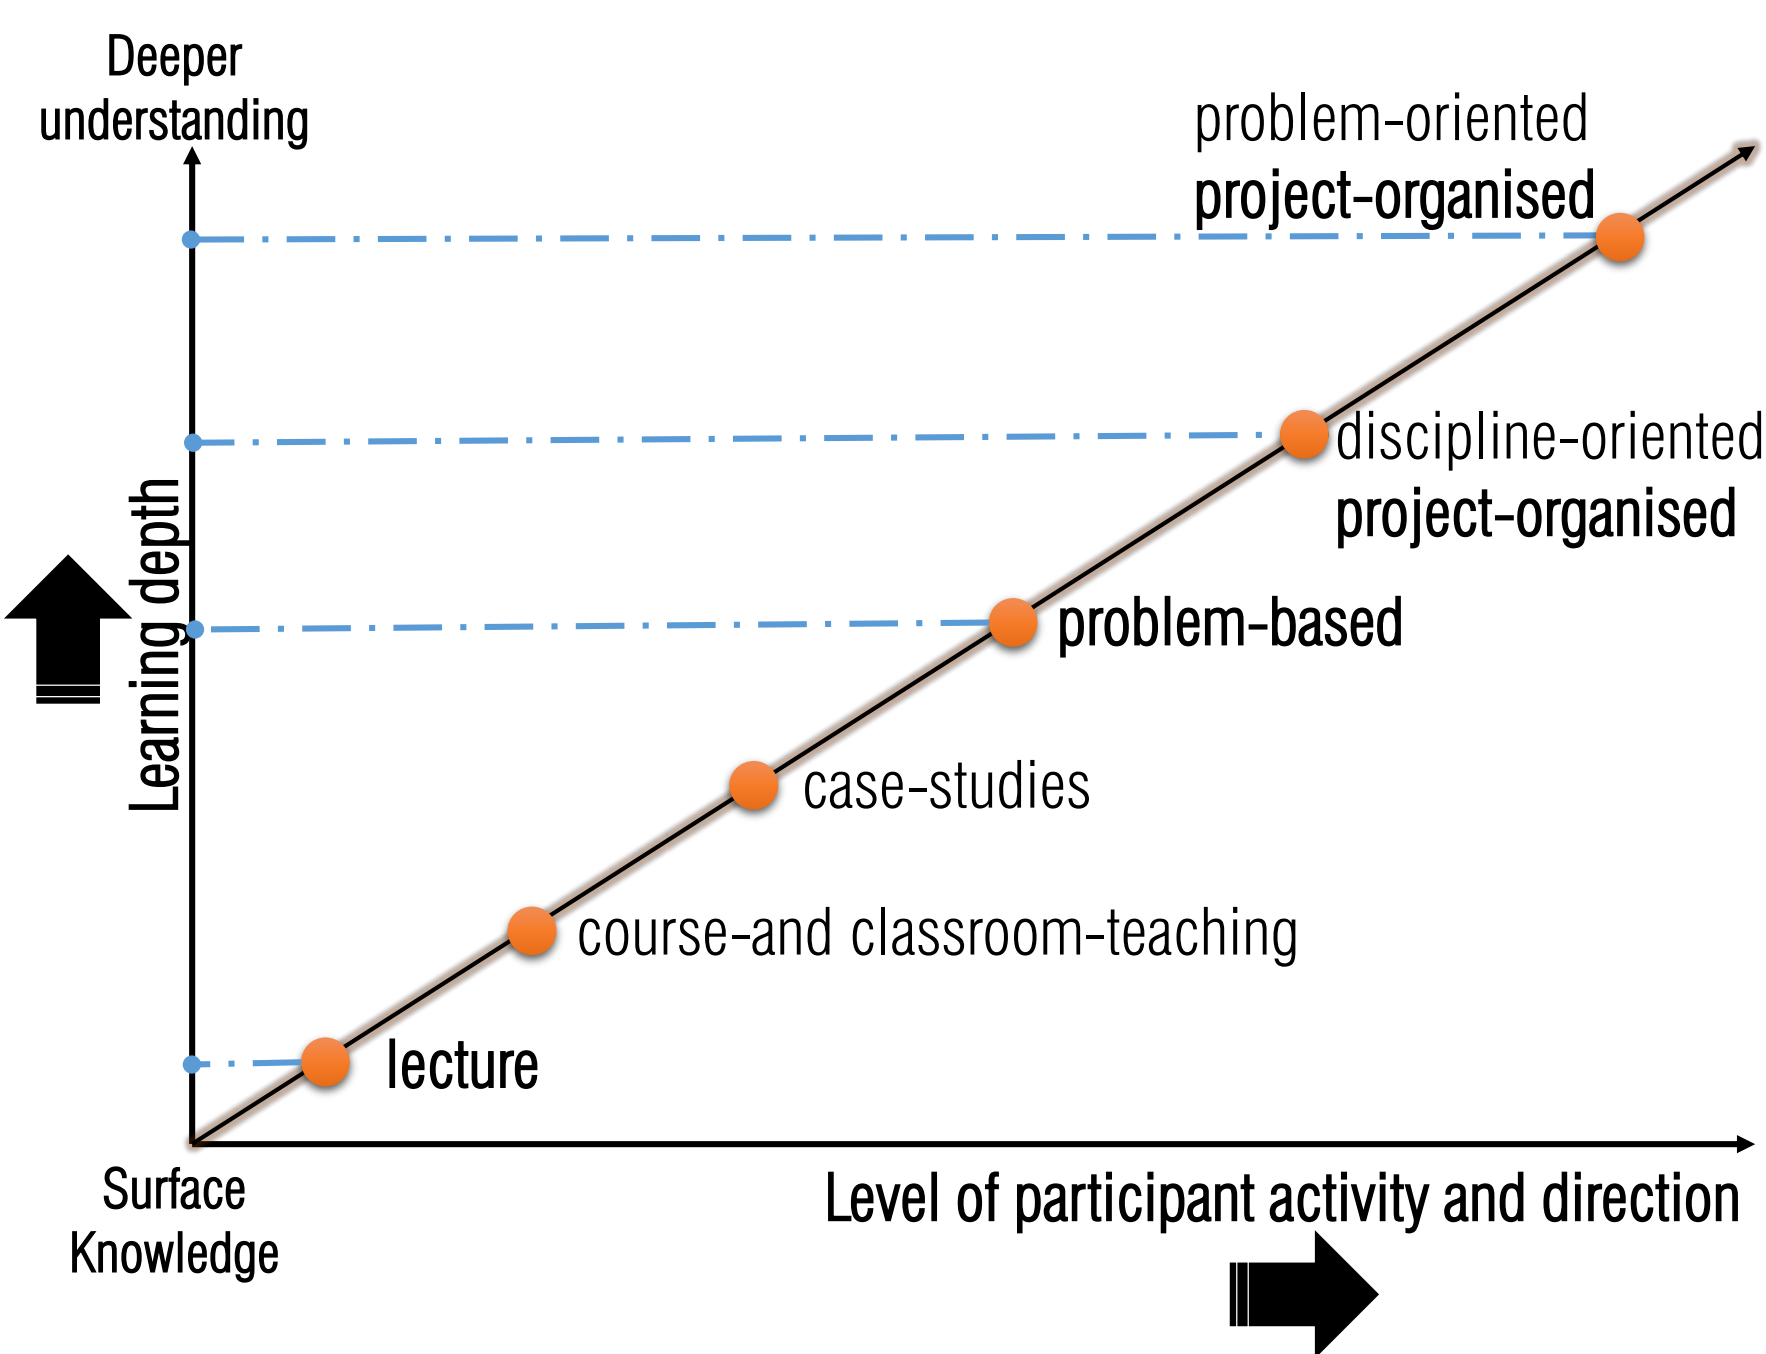 Deeper
understanding
problem-oriented
project-organised
discipline-oriented
project-organised
Learning depth
problem-based
case-studies
course-and classroom-teaching
lecture
Surface
Knowledge
Level of participant activity and direction